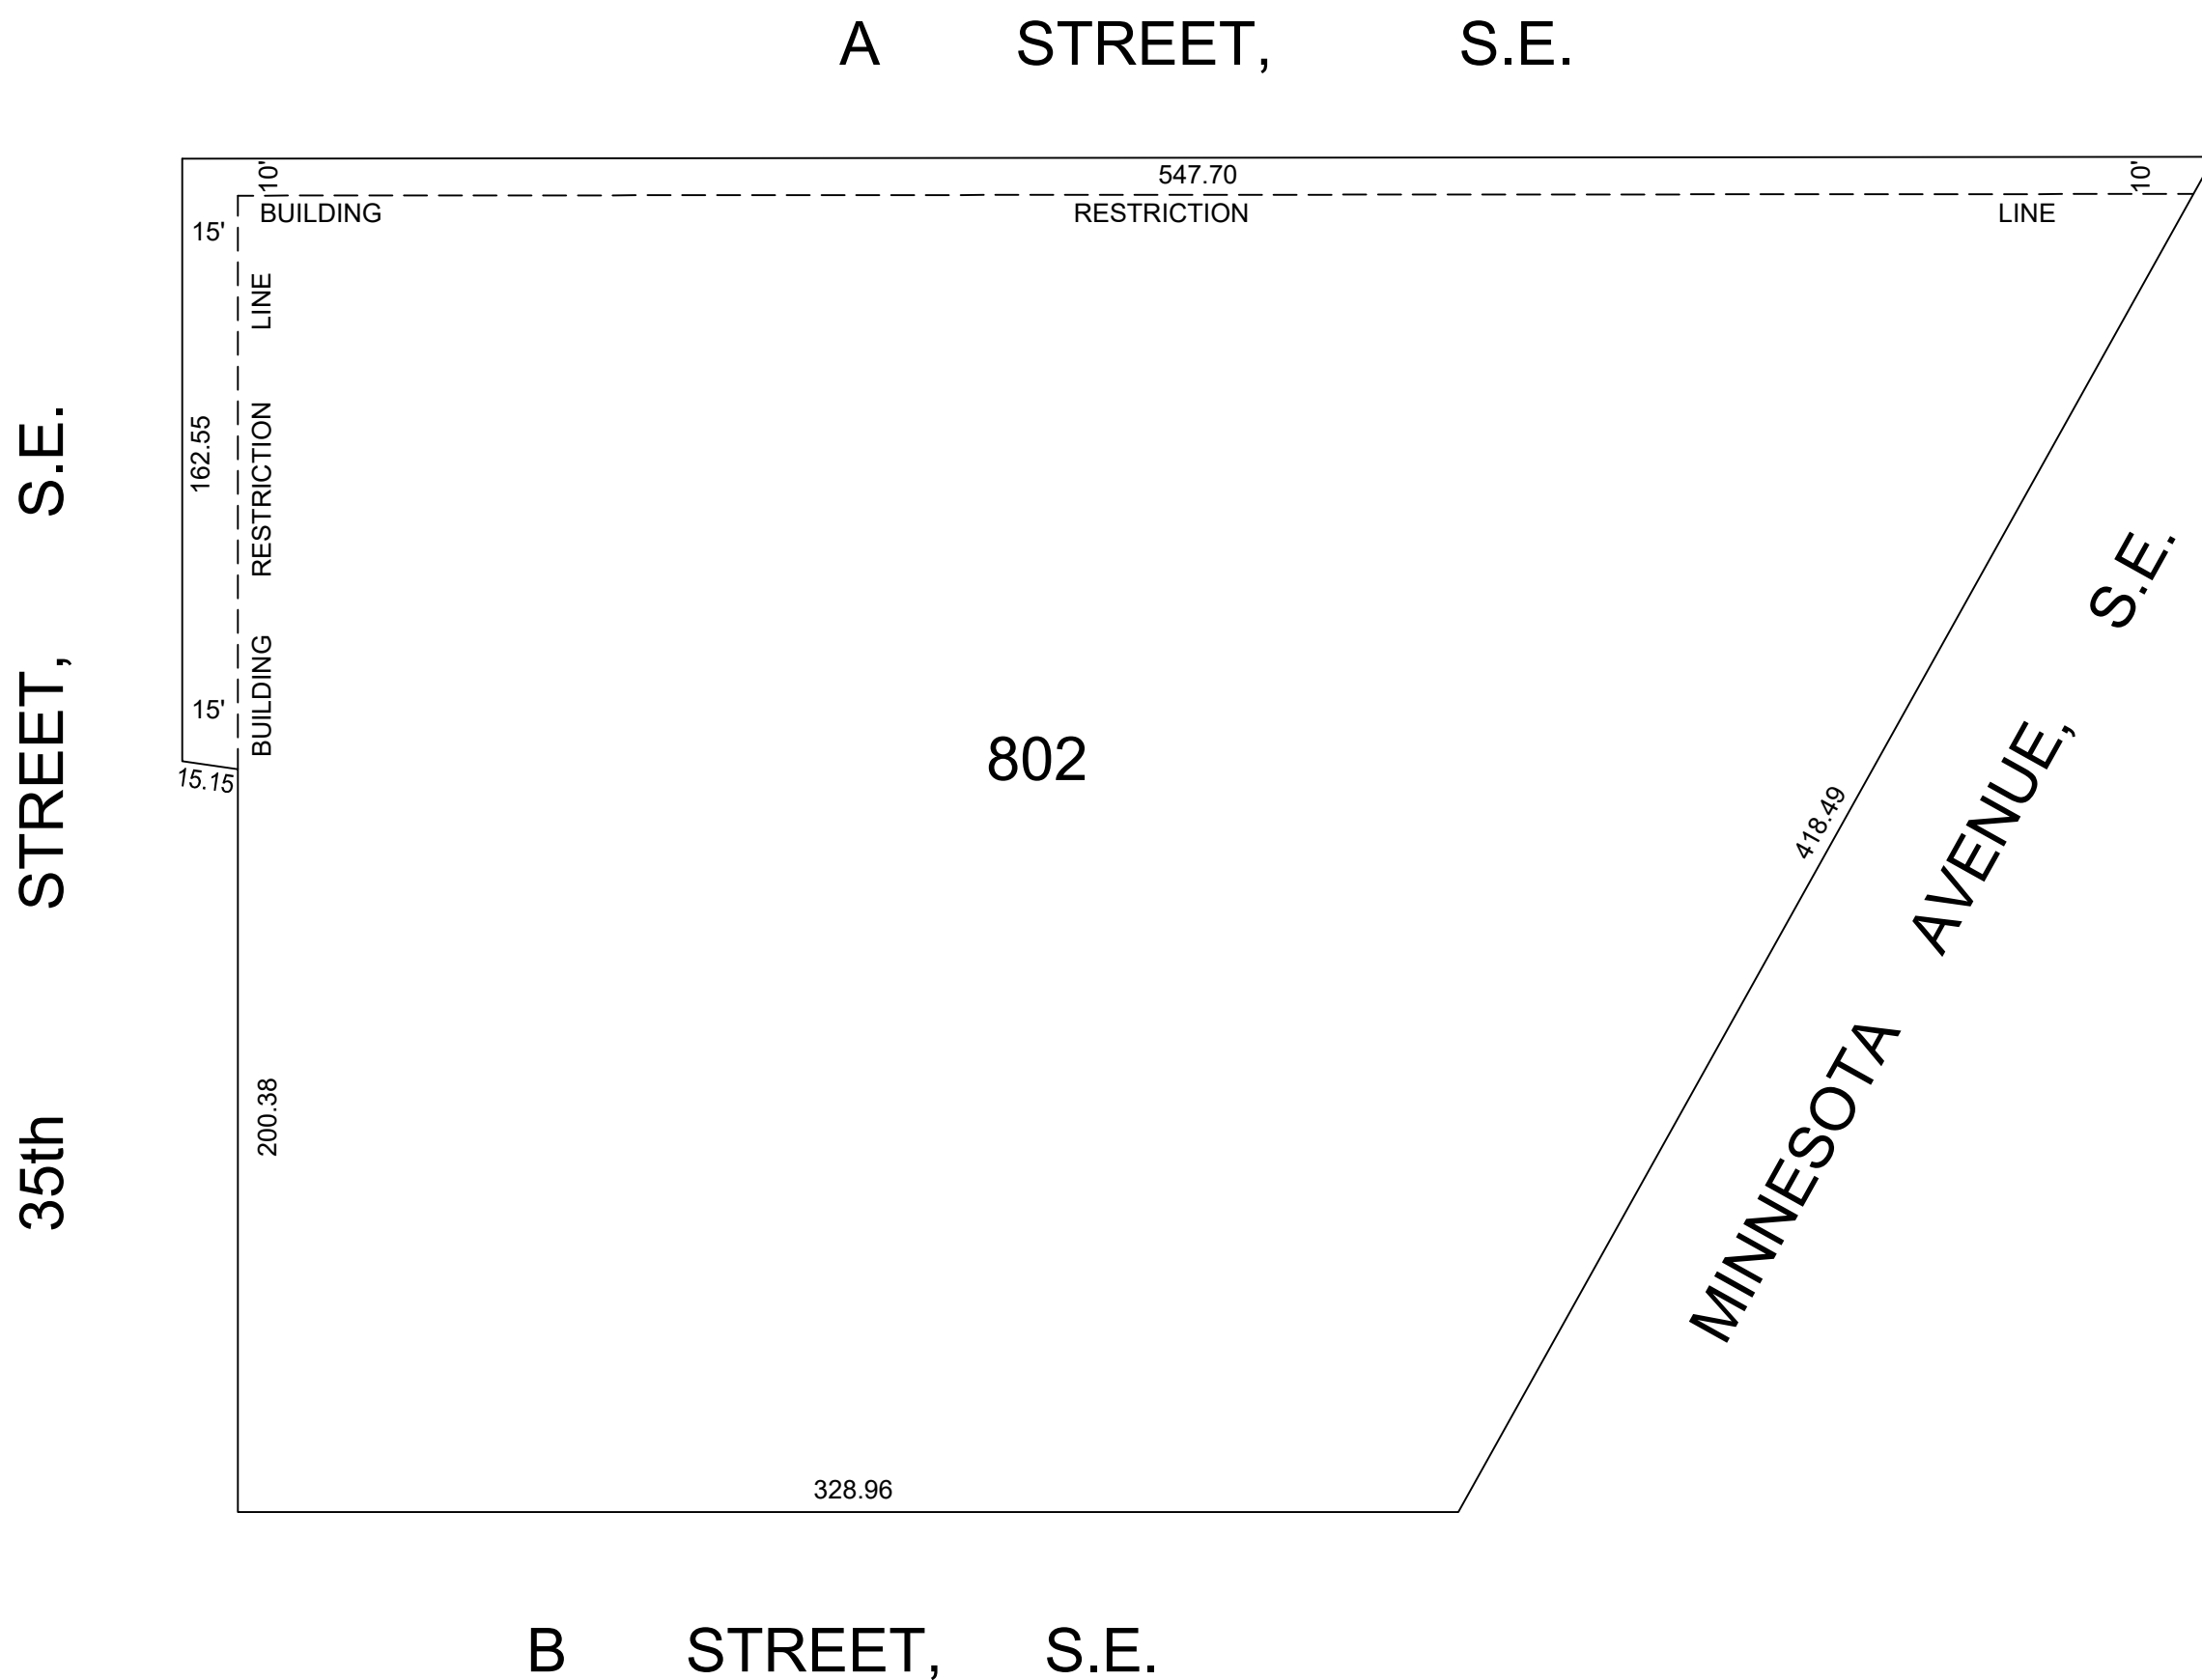 A STREET, S.E.
10'
547.70
10'
BUILDING RESTRICTION LINE
15'
BUILDING RESTRICTION LINE
162.55
15'
15.15
35th STREET, S.E.
802
418.49
MINNESOTA AVENUE, S.E.
200.38
328.96
B STREET, S.E.